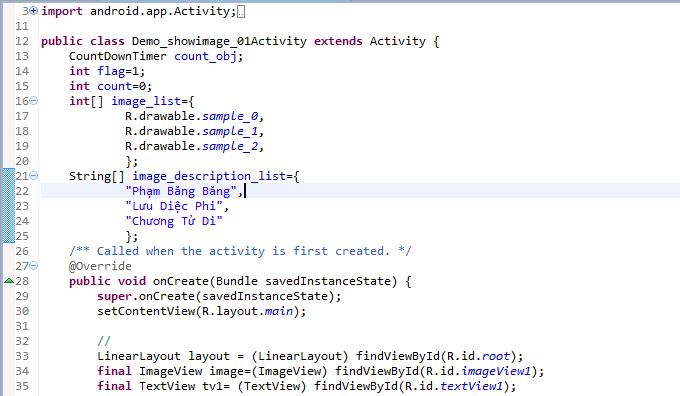 3 import android.app.Activity;
11
12 public class Demo_showimage_01Activity extends Activity {
13 CountDownTimer count_obj;
14 int flag=1;
15 int count=0;
16 int[] image_list={
17 R.drawable.sample_0,
18 R.drawable.sample_1,
19 R.drawable.sample_2,
20 };
21 String[] image_description_list={
22 "Phạm Băng Băng",
23 "Lưu Diệc Phi",
24 "Chương Tử Di"
25 };
26 /** Called when the activity is first created. */
27 @Override
28 public void onCreate(Bundle savedInstanceState) {
29 super.onCreate(savedInstanceState);
30 setContentView(R.layout.main);
31
32 //
33 LinearLayout layout = (LinearLayout) findViewById(R.id.root);
34 final ImageView image=(ImageView) findViewById(R.id.imageView1);
35 final TextView tv1= (TextView) findViewById(R.id.textView1);